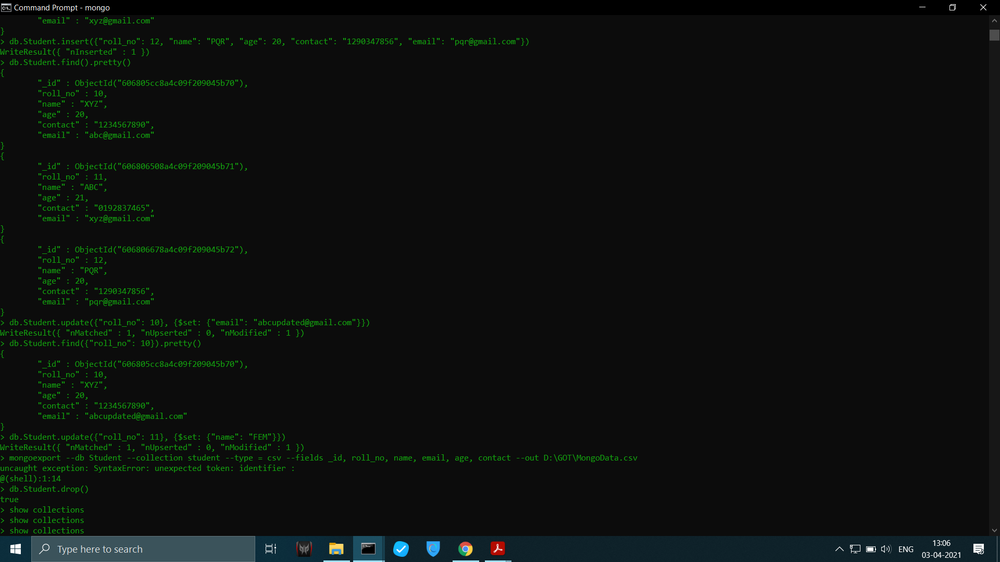 Command Prompt - mongo
        "email" : "xyz@gmail.com"
}
> db.Student.insert({"roll_no": 12, "name": "PQR", "age": 20, "contact": "1290347856", "email": "pqr@gmail.com"})
WriteResult({ "nInserted" : 1 })
> db.Student.find().pretty()
{
        "_id" : ObjectId("606805cc8a4c09f209045b70"),
        "roll_no" : 10,
        "name" : "XYZ",
        "age" : 20,
        "contact" : "1234567890",
        "email" : "abc@gmail.com"
}
{
        "_id" : ObjectId("606806508a4c09f209045b71"),
        "roll_no" : 11,
        "name" : "ABC",
        "age" : 21,
        "contact" : "0192837465",
        "email" : "xyz@gmail.com"
}
{
        "_id" : ObjectId("606806678a4c09f209045b72"),
        "roll_no" : 12,
        "name" : "PQR",
        "age" : 20,
        "contact" : "1290347856",
        "email" : "pqr@gmail.com"
}
> db.Student.update({"roll_no": 10}, {$set: {"email": "abcupdated@gmail.com"}})
WriteResult({ "nMatched" : 1, "nUpserted" : 0, "nModified" : 1 })
> db.Student.find({"roll_no": 10}).pretty()
{
        "_id" : ObjectId("606805cc8a4c09f209045b70"),
        "roll_no" : 10,
        "name" : "XYZ",
        "age" : 20,
        "contact" : "1234567890",
        "email" : "abcupdated@gmail.com"
}
> db.Student.update({"roll_no": 11}, {$set: {"name": "FEM"}})
WriteResult({ "nMatched" : 1, "nUpserted" : 0, "nModified" : 1 })
> mongoexport --db Student --collection student --type = csv --fields _id, roll_no, name, email, age, contact --out D:\GOT\MongoData.csv
uncaught exception: SyntaxError: unexpected token: identifier :
@(shell):1:14
> db.Student.drop()
true
> show collections
> show collections
> show collections
Type here to search
ENG
13:06
03-04-2021